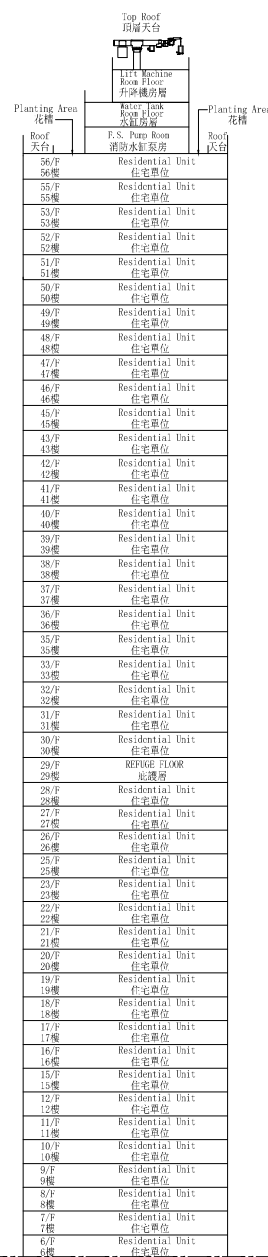 Top Roof
頂層天台
Lift Machine
Room Floor
升降機房層
Planting Area
花槽
Water Tank
Room Floor
水缸房層
Planting Area
花槽
Roof
天台
F.S. Pump Room
消防水缸泵房
Roof
天台
56/F Residential Unit
56樓 住宅單位
55/F Residential Unit
55樓 住宅單位
53/F Residential Unit
53樓 住宅單位
52/F Residential Unit
52樓 住宅單位
51/F Residential Unit
51樓 住宅單位
50/F Residential Unit
50樓 住宅單位
49/F Residential Unit
49樓 住宅單位
48/F Residential Unit
48樓 住宅單位
47/F Residential Unit
47樓 住宅單位
46/F Residential Unit
46樓 住宅單位
45/F Residential Unit
45樓 住宅單位
43/F Residential Unit
43樓 住宅單位
42/F Residential Unit
42樓 住宅單位
41/F Residential Unit
41樓 住宅單位
40/F Residential Unit
40樓 住宅單位
39/F Residential Unit
39樓 住宅單位
38/F Residential Unit
38樓 住宅單位
37/F Residential Unit
37樓 住宅單位
36/F Residential Unit
36樓 住宅單位
35/F Residential Unit
35樓 住宅單位
33/F Residential Unit
33樓 住宅單位
32/F Residential Unit
32樓 住宅單位
31/F Residential Unit
31樓 住宅單位
30/F Residential Unit
30樓 住宅單位
29/F REFUGE FLOOR
29樓 庇護層
28/F Residential Unit
28樓 住宅單位
27/F Residential Unit
27樓 住宅單位
26/F Residential Unit
26樓 住宅單位
25/F Residential Unit
25樓 住宅單位
23/F Residential Unit
23樓 住宅單位
22/F Residential Unit
22樓 住宅單位
21/F Residential Unit
21樓 住宅單位
20/F Residential Unit
20樓 住宅單位
19/F Residential Unit
19樓 住宅單位
18/F Residential Unit
18樓 住宅單位
17/F Residential Unit
17樓 住宅單位
16/F Residential Unit
16樓 住宅單位
15/F Residential Unit
15樓 住宅單位
12/F Residential Unit
12樓 住宅單位
11/F Residential Unit
11樓 住宅單位
10/F Residential Unit
10樓 住宅單位
9/F Residential Unit
9樓 住宅單位
8/F Residential Unit
8樓 住宅單位
7/F Residential Unit
7樓 住宅單位
6/F Residential Unit
6樓 住宅單位